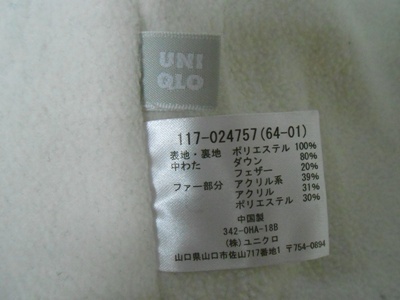 UNI
QLO
117-024757(64-01)
表地・裏地 ポリエステル 100%
中わた ダウン 80%
フェザー 20%
ファー部分 アクリル系 39%
アクリル 31%
ポリエステル 30%
中国製
342-OHA-18B
(株)ユニクロ
山口県山口市佐山717番地1 〒754-0894